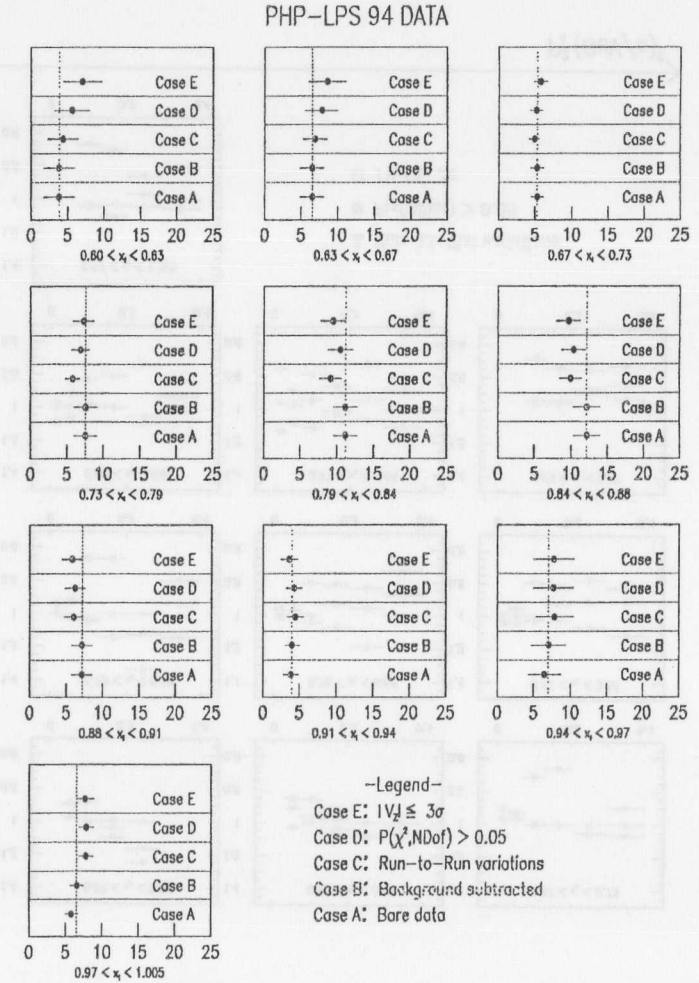 PHP-LPS 94 DATA
Case E
Case D
Case C
Case B
Case A
0 5 10 15 20 25
0.60 < x_l < 0.63
Case E
Case D
Case C
Case B
Case A
0 5 10 15 20 25
0.63 < x_l < 0.67
Case E
Case D
Case C
Case B
Case A
0 5 10 15 20 25
0.67 < x_l < 0.73
Case E
Case D
Case C
Case B
Case A
0 5 10 15 20 25
0.73 < x_l < 0.79
Case E
Case D
Case C
Case B
Case A
0 5 10 15 20 25
0.79 < x_l < 0.84
Case E
Case D
Case C
Case B
Case A
0 5 10 15 20 25
0.84 < x_l < 0.88
Case E
Case D
Case C
Case B
Case A
0 5 10 15 20 25
0.88 < x_l < 0.91
Case E
Case D
Case C
Case B
Case A
0 5 10 15 20 25
0.91 < x_l < 0.94
Case E
Case D
Case C
Case B
Case A
0 5 10 15 20 25
0.94 < x_l < 0.97
Case E
Case D
Case C
Case B
Case A
0 5 10 15 20 25
0.97 < x_l < 1.005
--Legend--
Case E: |V_z| ≤ 3σ
Case D: P(χ²,NDof) > 0.05
Case C: Run-to-Run variations
Case B: Background subtracted
Case A: Bare data